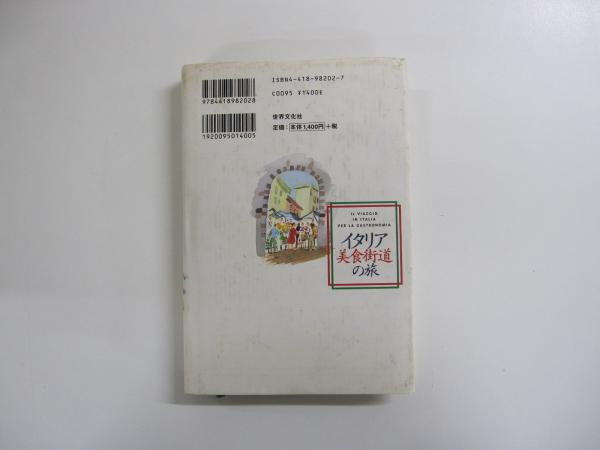 ISBN4-418-98202-7
C0095 ¥1400E
9784418982028
世界文化社
定価：本体1,400円+税
1920095014005
IL VIAGGIO
IN ITALIA
PER LA GASTRONOMIA
イタリア
美食街道
の旅